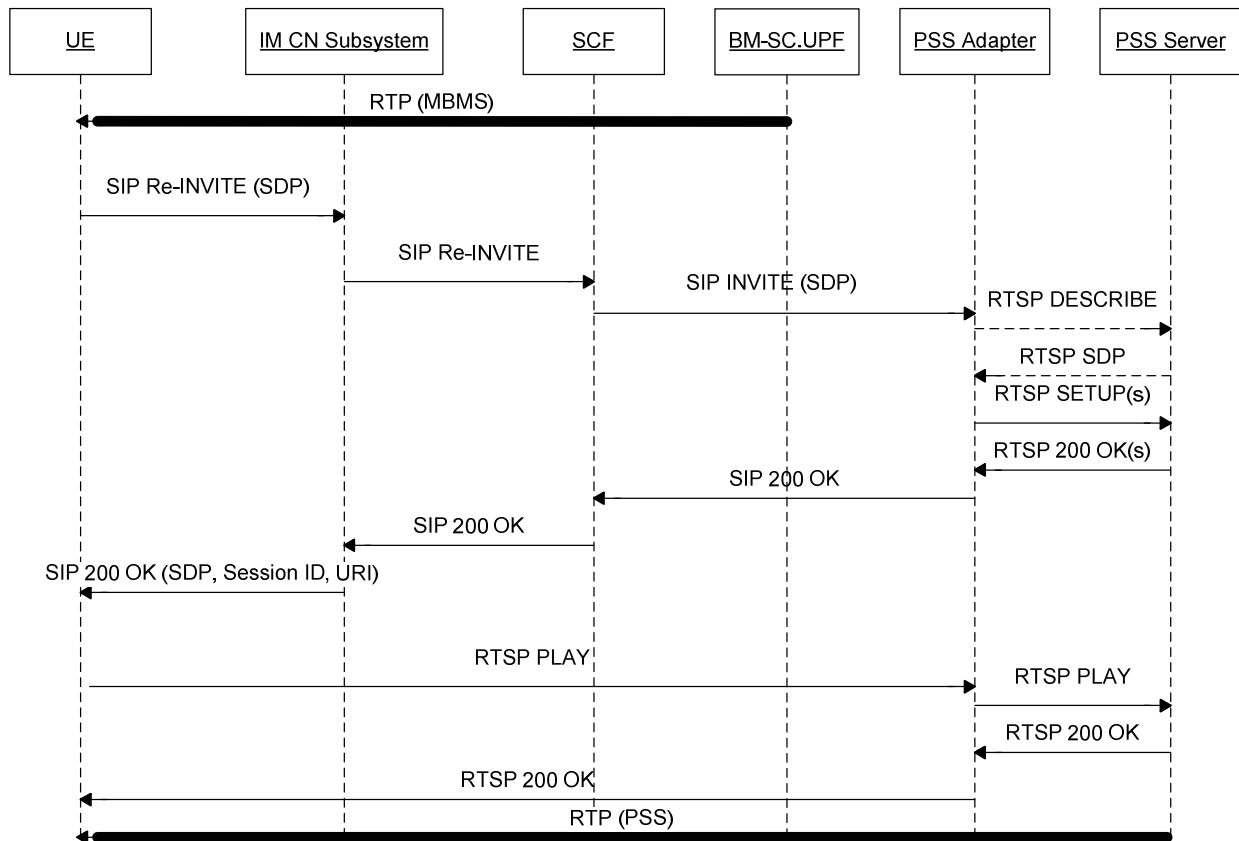 UE
IM CN Subsystem
SCF
BM-SC.UPF
PSS Adapter
PSS Server
RTP (MBMS)
SIP Re-INVITE (SDP)
SIP Re-INVITE
SIP INVITE (SDP)
RTSP DESCRIBE
RTSP SDP
RTSP SETUP(s)
RTSP 200 OK(s)
SIP 200 OK
SIP 200 OK
SIP 200 OK (SDP, Session ID, URI)
RTSP PLAY
RTSP PLAY
RTSP 200 OK
RTSP 200 OK
RTP (PSS)